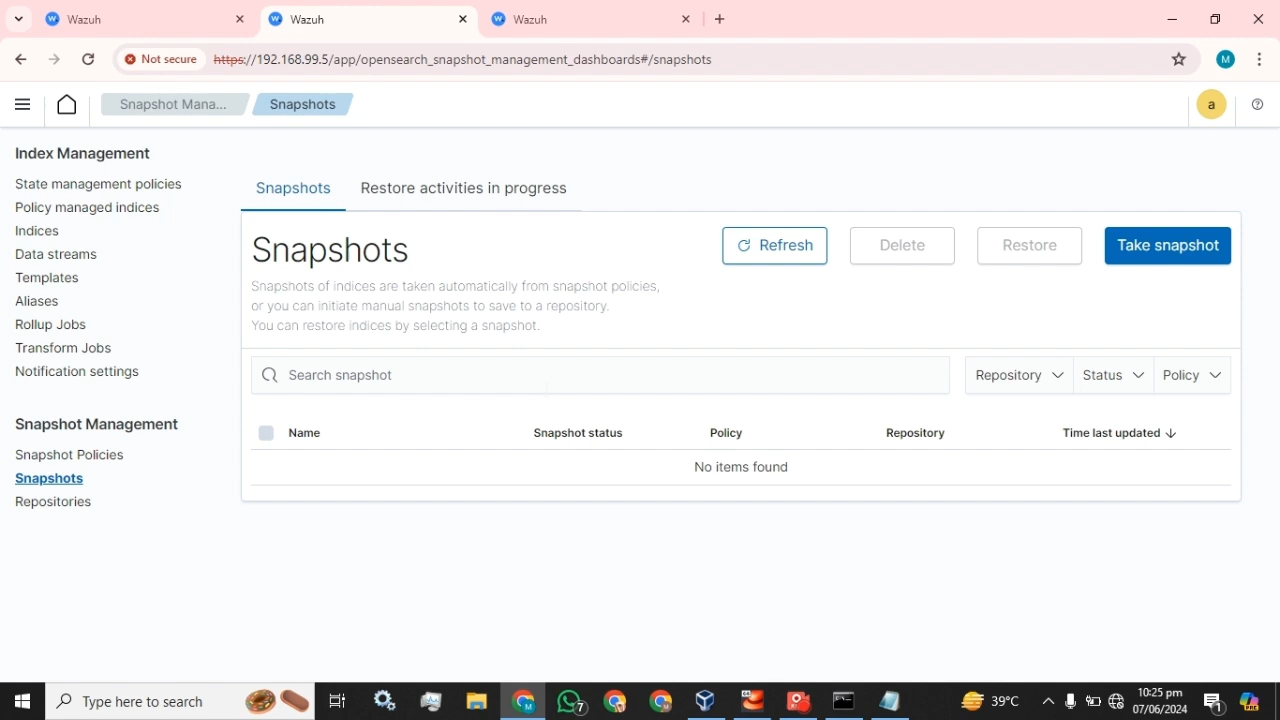 Wazuh
Wazuh
Wazuh
Not secure
https://192.168.99.5/app/opensearch_snapshot_management_dashboards#/snapshots
M
Snapshot Mana...
Snapshots
a
Index Management
State management policies
Policy managed indices
Indices
Data streams
Templates
Aliases
Rollup Jobs
Transform Jobs
Notification settings
Snapshot Management
Snapshot Policies
Snapshots
Repositories
Snapshots
Restore activities in progress
Snapshots
Refresh
Delete
Restore
Take snapshot
Snapshots of indices are taken automatically from snapshot policies,
or you can initiate manual snapshots to save to a repository.
You can restore indices by selecting a snapshot.
Search snapshot
Repository
Status
Policy
Name
Snapshot status
Policy
Repository
Time last updated
No items found
Type here to search
7
39°C
10:25 pm
07/06/2024
1